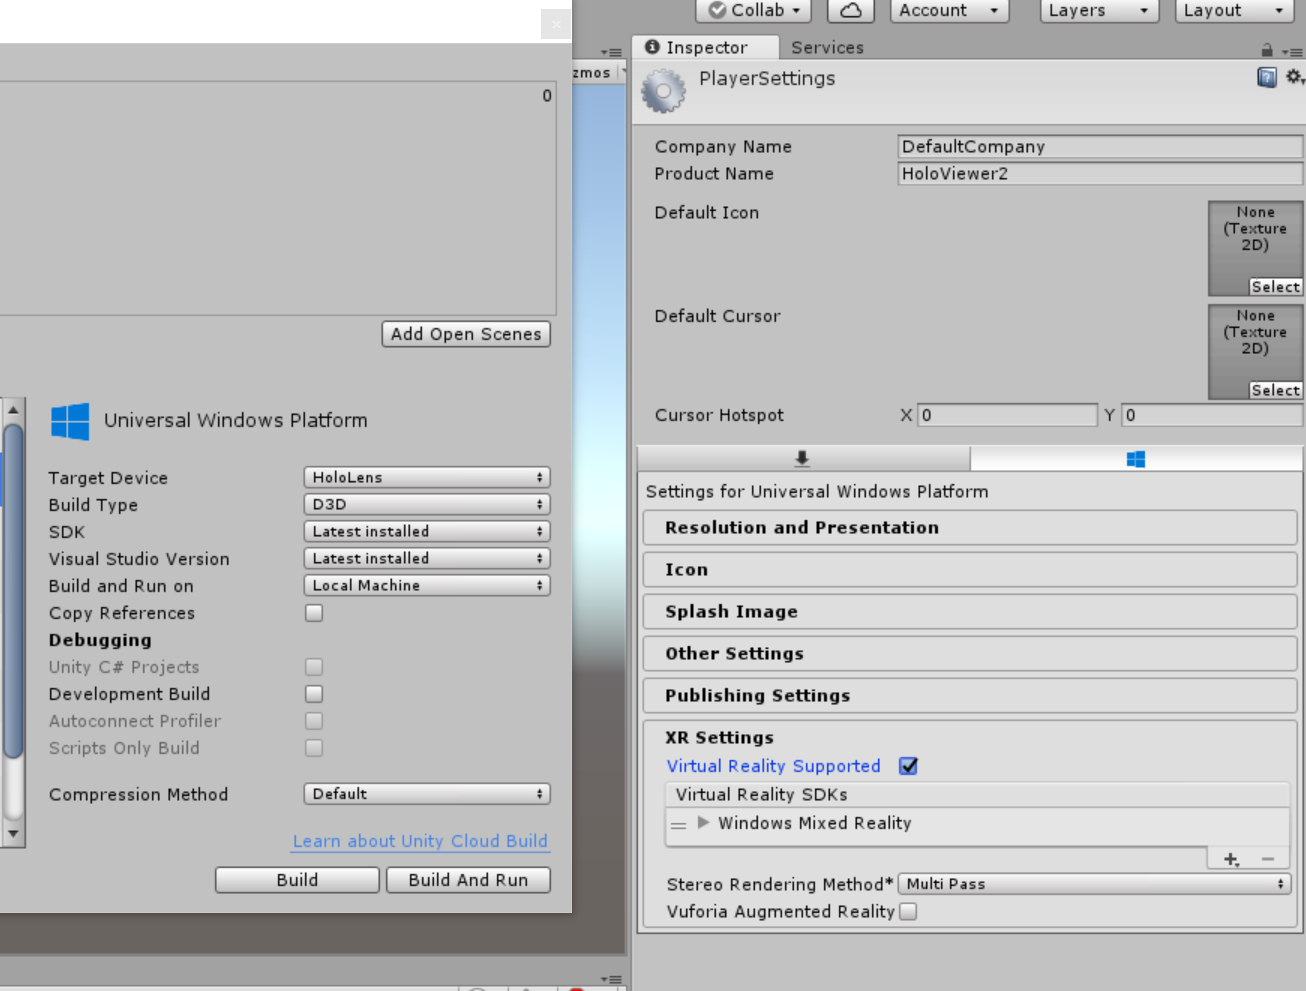 Collab
Account
Layers
Layout
zmos
Inspector
Services
PlayerSettings
0
Company Name
DefaultCompany
Product Name
HoloViewer2
Default Icon
None
(Texture
2D)
Select
Add Open Scenes
Default Cursor
None
(Texture
2D)
Select
Cursor Hotspot
X 0
Y 0
Universal Windows Platform
Target Device
HoloLens
Build Type
D3D
SDK
Latest installed
Visual Studio Version
Latest installed
Build and Run on
Local Machine
Copy References
Debugging
Unity C# Projects
Development Build
Autoconnect Profiler
Scripts Only Build
Compression Method
Default
Learn about Unity Cloud Build
Build
Build And Run
Settings for Universal Windows Platform
Resolution and Presentation
Icon
Splash Image
Other Settings
Publishing Settings
XR Settings
Virtual Reality Supported
Virtual Reality SDKs
Windows Mixed Reality
Stereo Rendering Method*
Multi Pass
Vuforia Augmented Reality